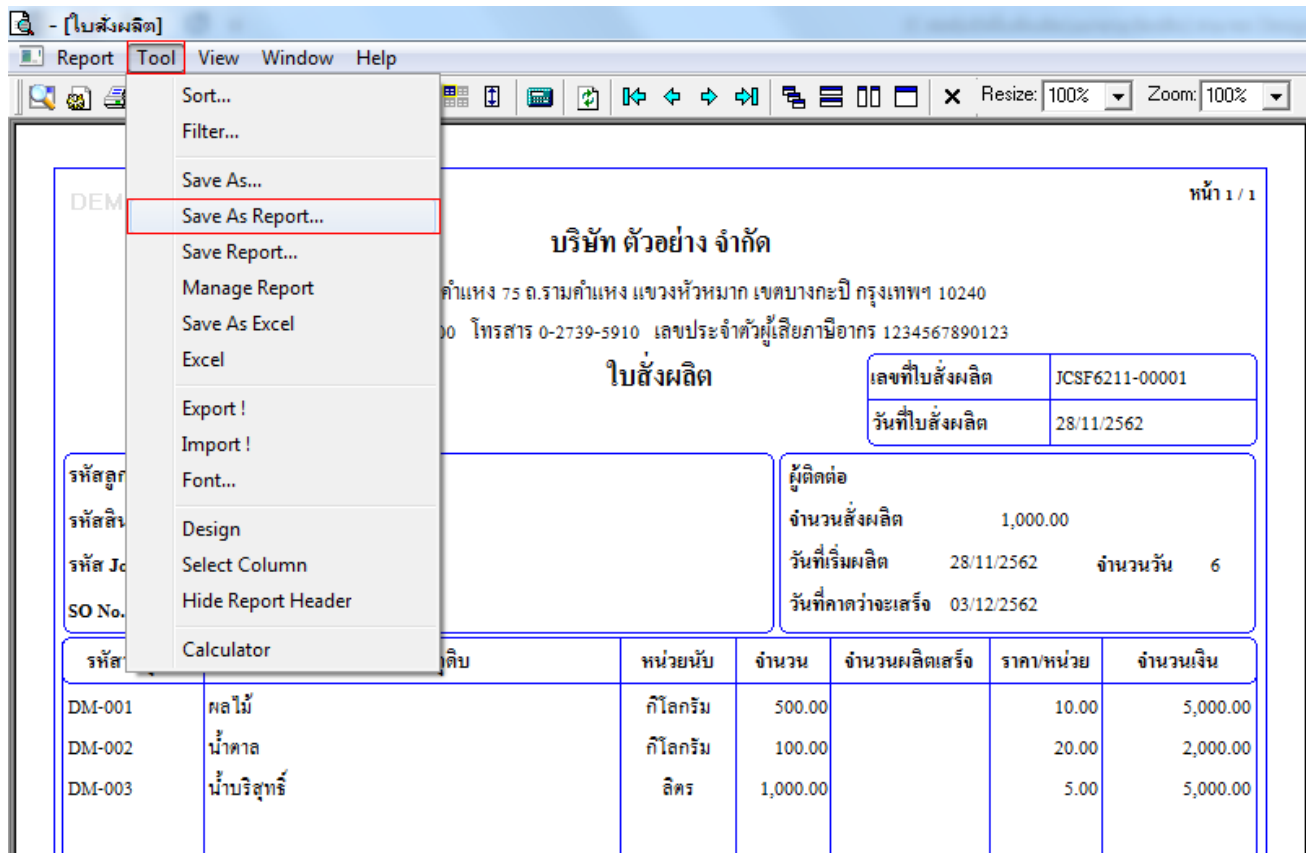 - [ใบสั่งผลิต]
Report Tool View Window Help
Resize: 100% Zoom: 100%
Sort...
Filter...
Save As...
Save As Report...
Save Report...
Manage Report
Save As Excel
Excel
Export !
Import !
Font...
Design
Select Column
Hide Report Header
Calculator
DEM
หน้า 1 / 1
บริษัท ตัวอย่าง จำกัด
คำแหง 75 ถ.รามคำแหง แขวงหัวหมาก เขตบางกะปิ กรุงเทพฯ 10240
00 โทรสาร 0-2739-5910 เลขประจำตัวผู้เสียภาษีอากร 1234567890123
ใบสั่งผลิต
เลขที่ใบสั่งผลิต JCSF6211-00001
วันที่ใบสั่งผลิต 28/11/2562
รหัสลูก
รหัสสิน
รหัส Jo
SO No.
ผู้ติดต่อ
จำนวนสั่งผลิต 1,000.00
วันที่เริ่มผลิต 28/11/2562 จำนวนวัน 6
วันที่คาดว่าจะเสร็จ 03/12/2562
รหัส ถุดิบ หน่วยนับ จำนวน จำนวนผลิตเสร็จ ราคา/หน่วย จำนวนเงิน
DM-001 ผลไม้ กิโลกรัม 500.00 10.00 5,000.00
DM-002 น้ำตาล กิโลกรัม 100.00 20.00 2,000.00
DM-003 น้ำบริสุทธิ์ ลิตร 1,000.00 5.00 5,000.00